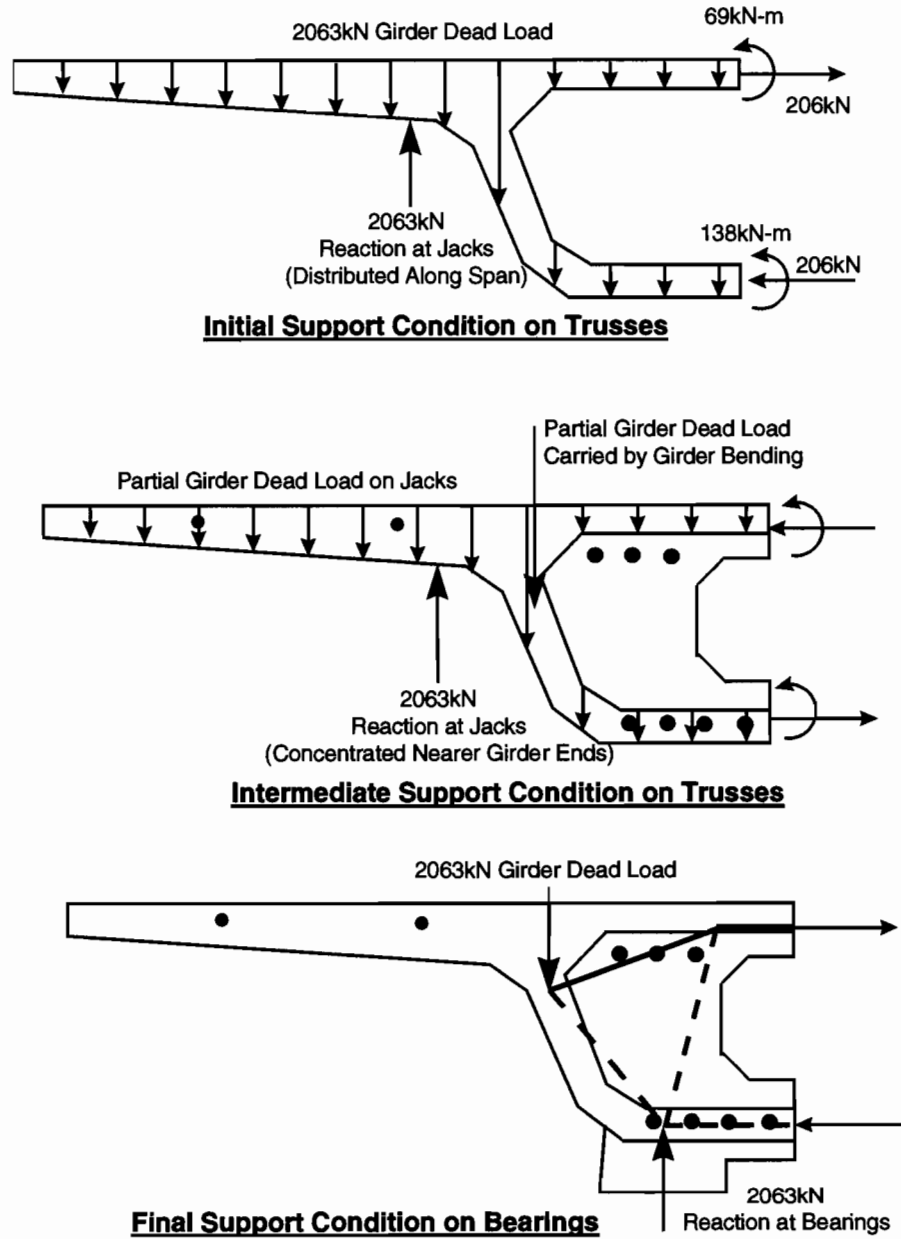 69kN-m
2063kN Girder Dead Load
206kN
2063kN
Reaction at Jacks
(Distributed Along Span)
138kN-m
206kN
Initial Support Condition on Trusses
Partial Girder Dead Load
Carried by Girder Bending
Partial Girder Dead Load on Jacks
2063kN
Reaction at Jacks
(Concentrated Nearer Girder Ends)
Intermediate Support Condition on Trusses
2063kN Girder Dead Load
2063kN
Reaction at Bearings
Final Support Condition on Bearings